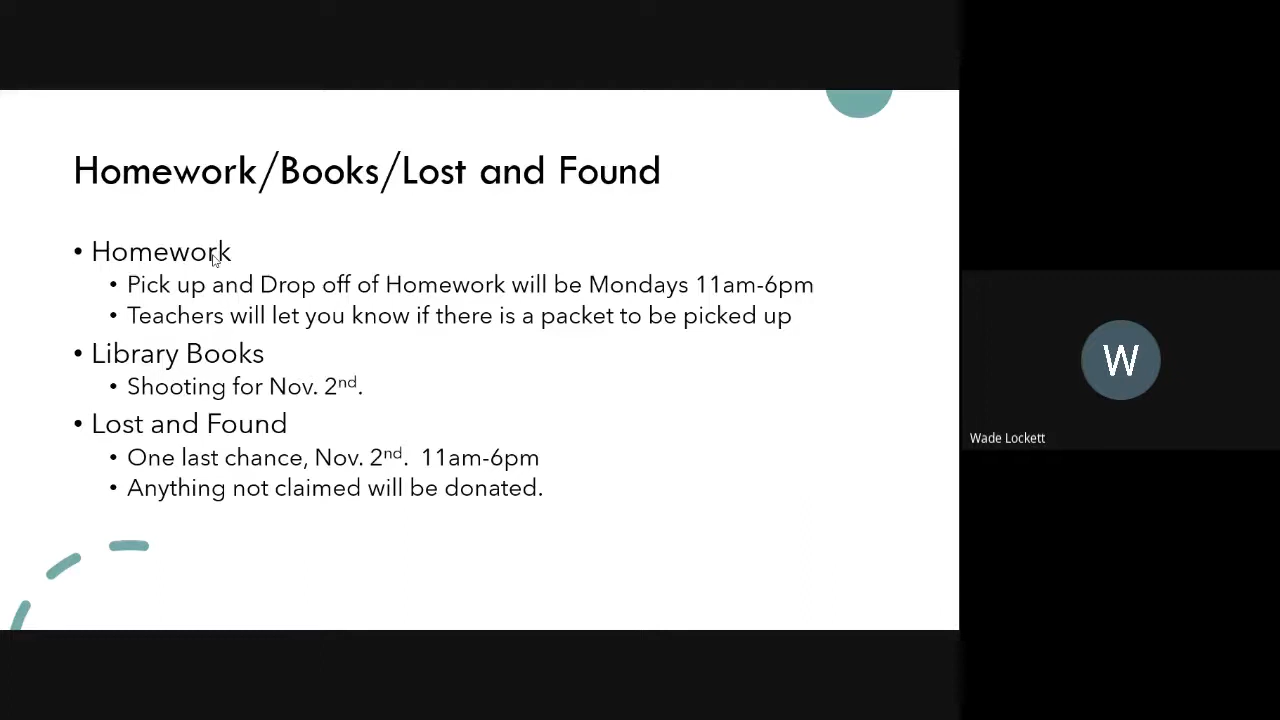 Homework/Books/Lost and Found
• Homework
• Pick up and Drop off of Homework will be Mondays 11am-6pm
• Teachers will let you know if there is a packet to be picked up
• Library Books
• Shooting for Nov. 2nd.
• Lost and Found
• One last chance, Nov. 2nd. 11am-6pm
• Anything not claimed will be donated.
W
Wade Lockett